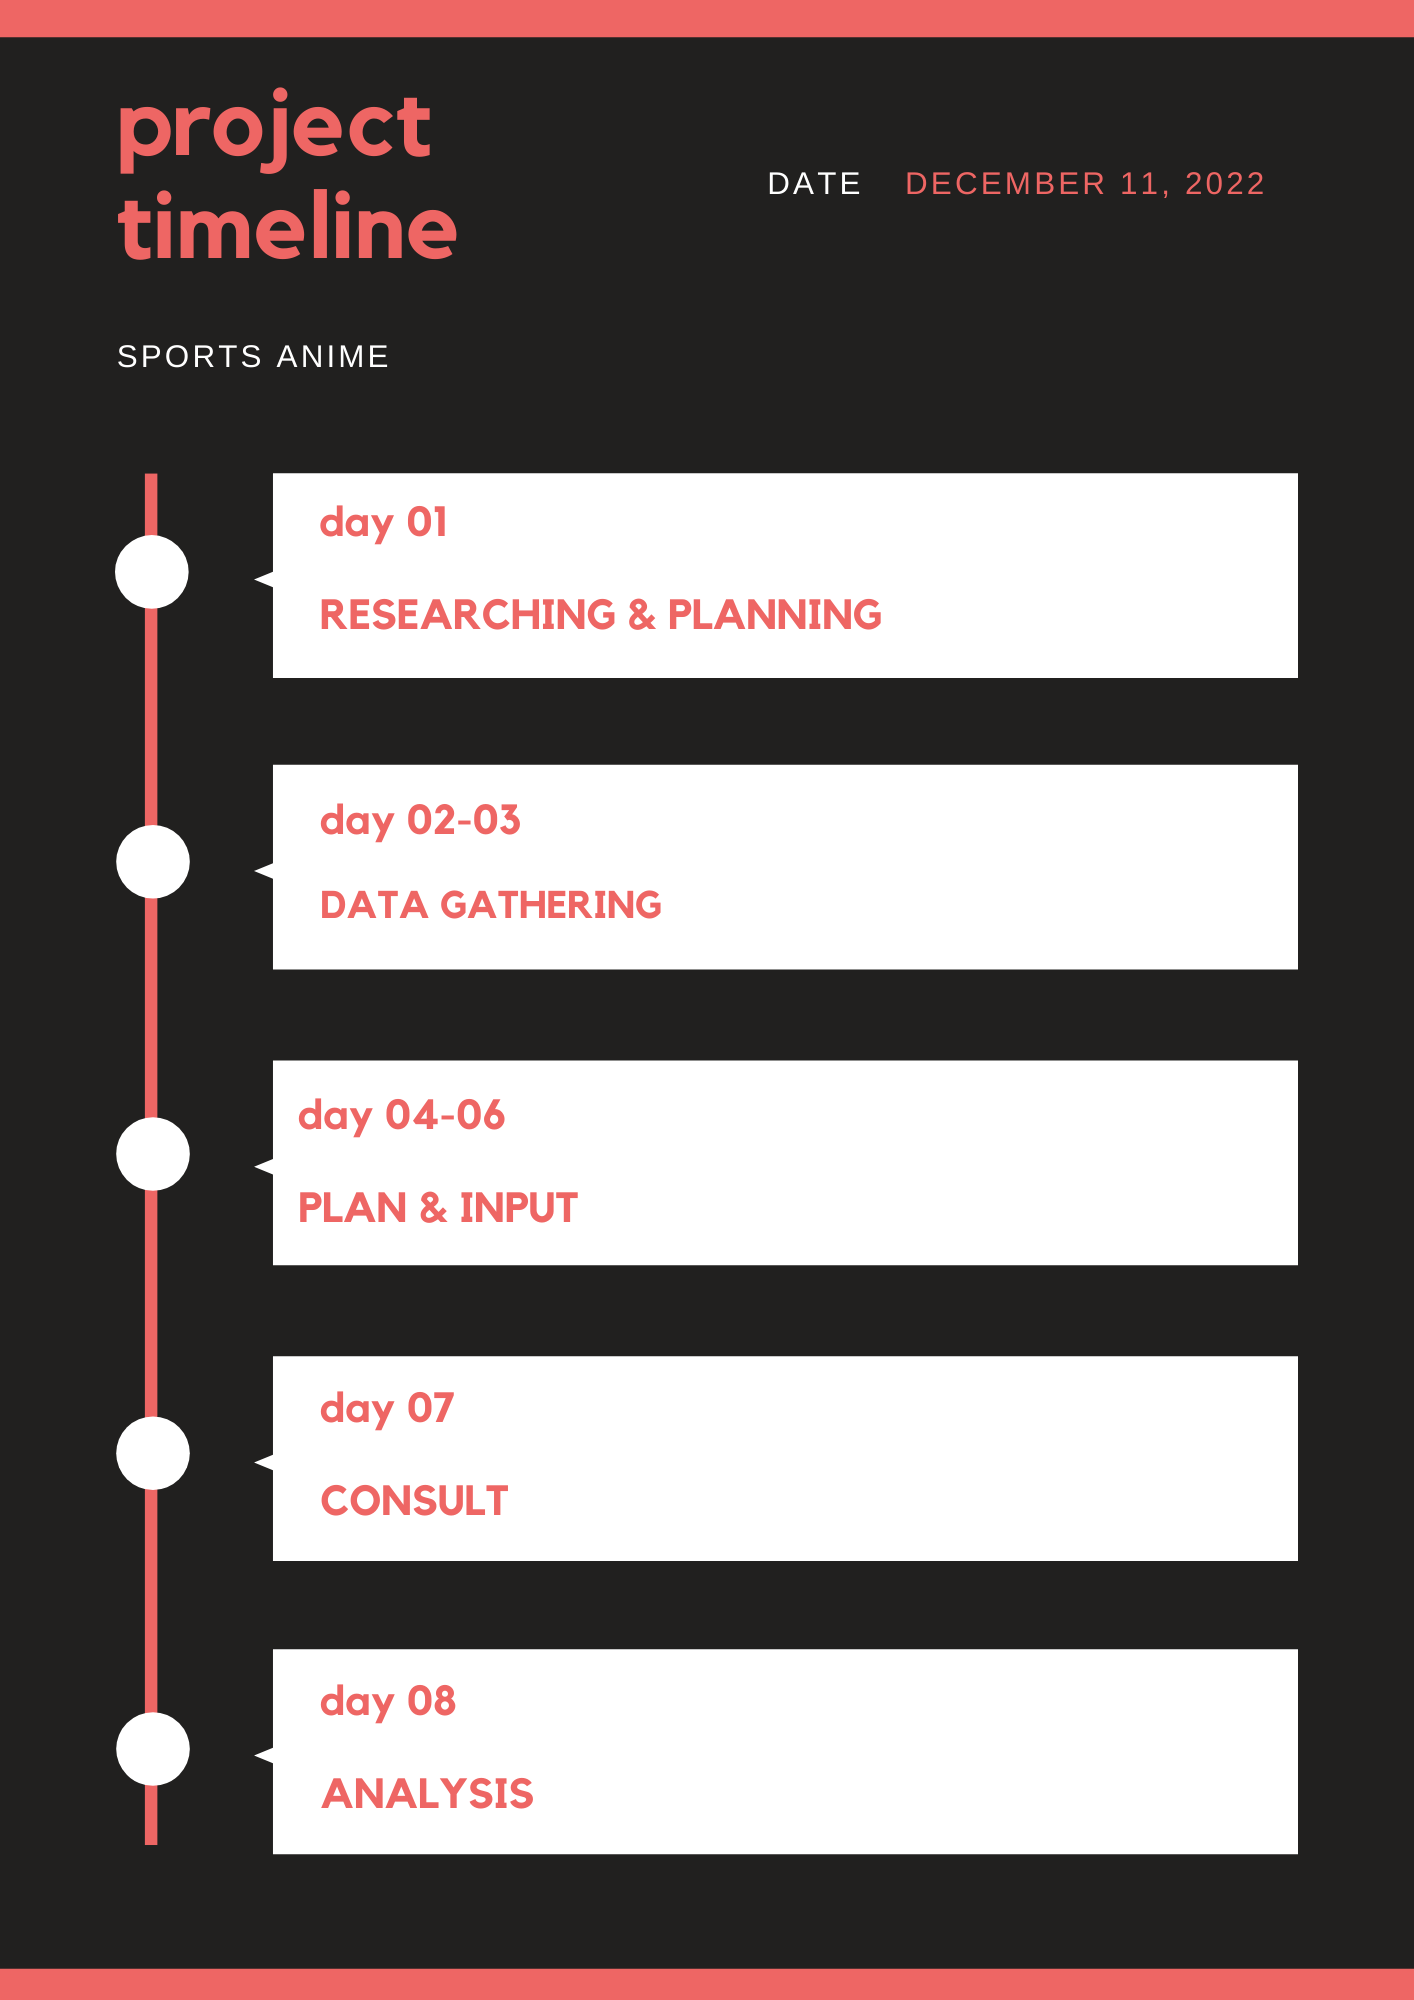 project
timeline
DATE DECEMBER 11, 2022
SPORTS ANIME
day 01
RESEARCHING & PLANNING
day 02-03
DATA GATHERING
day 04-06
PLAN & INPUT
day 07
CONSULT
day 08
ANALYSIS